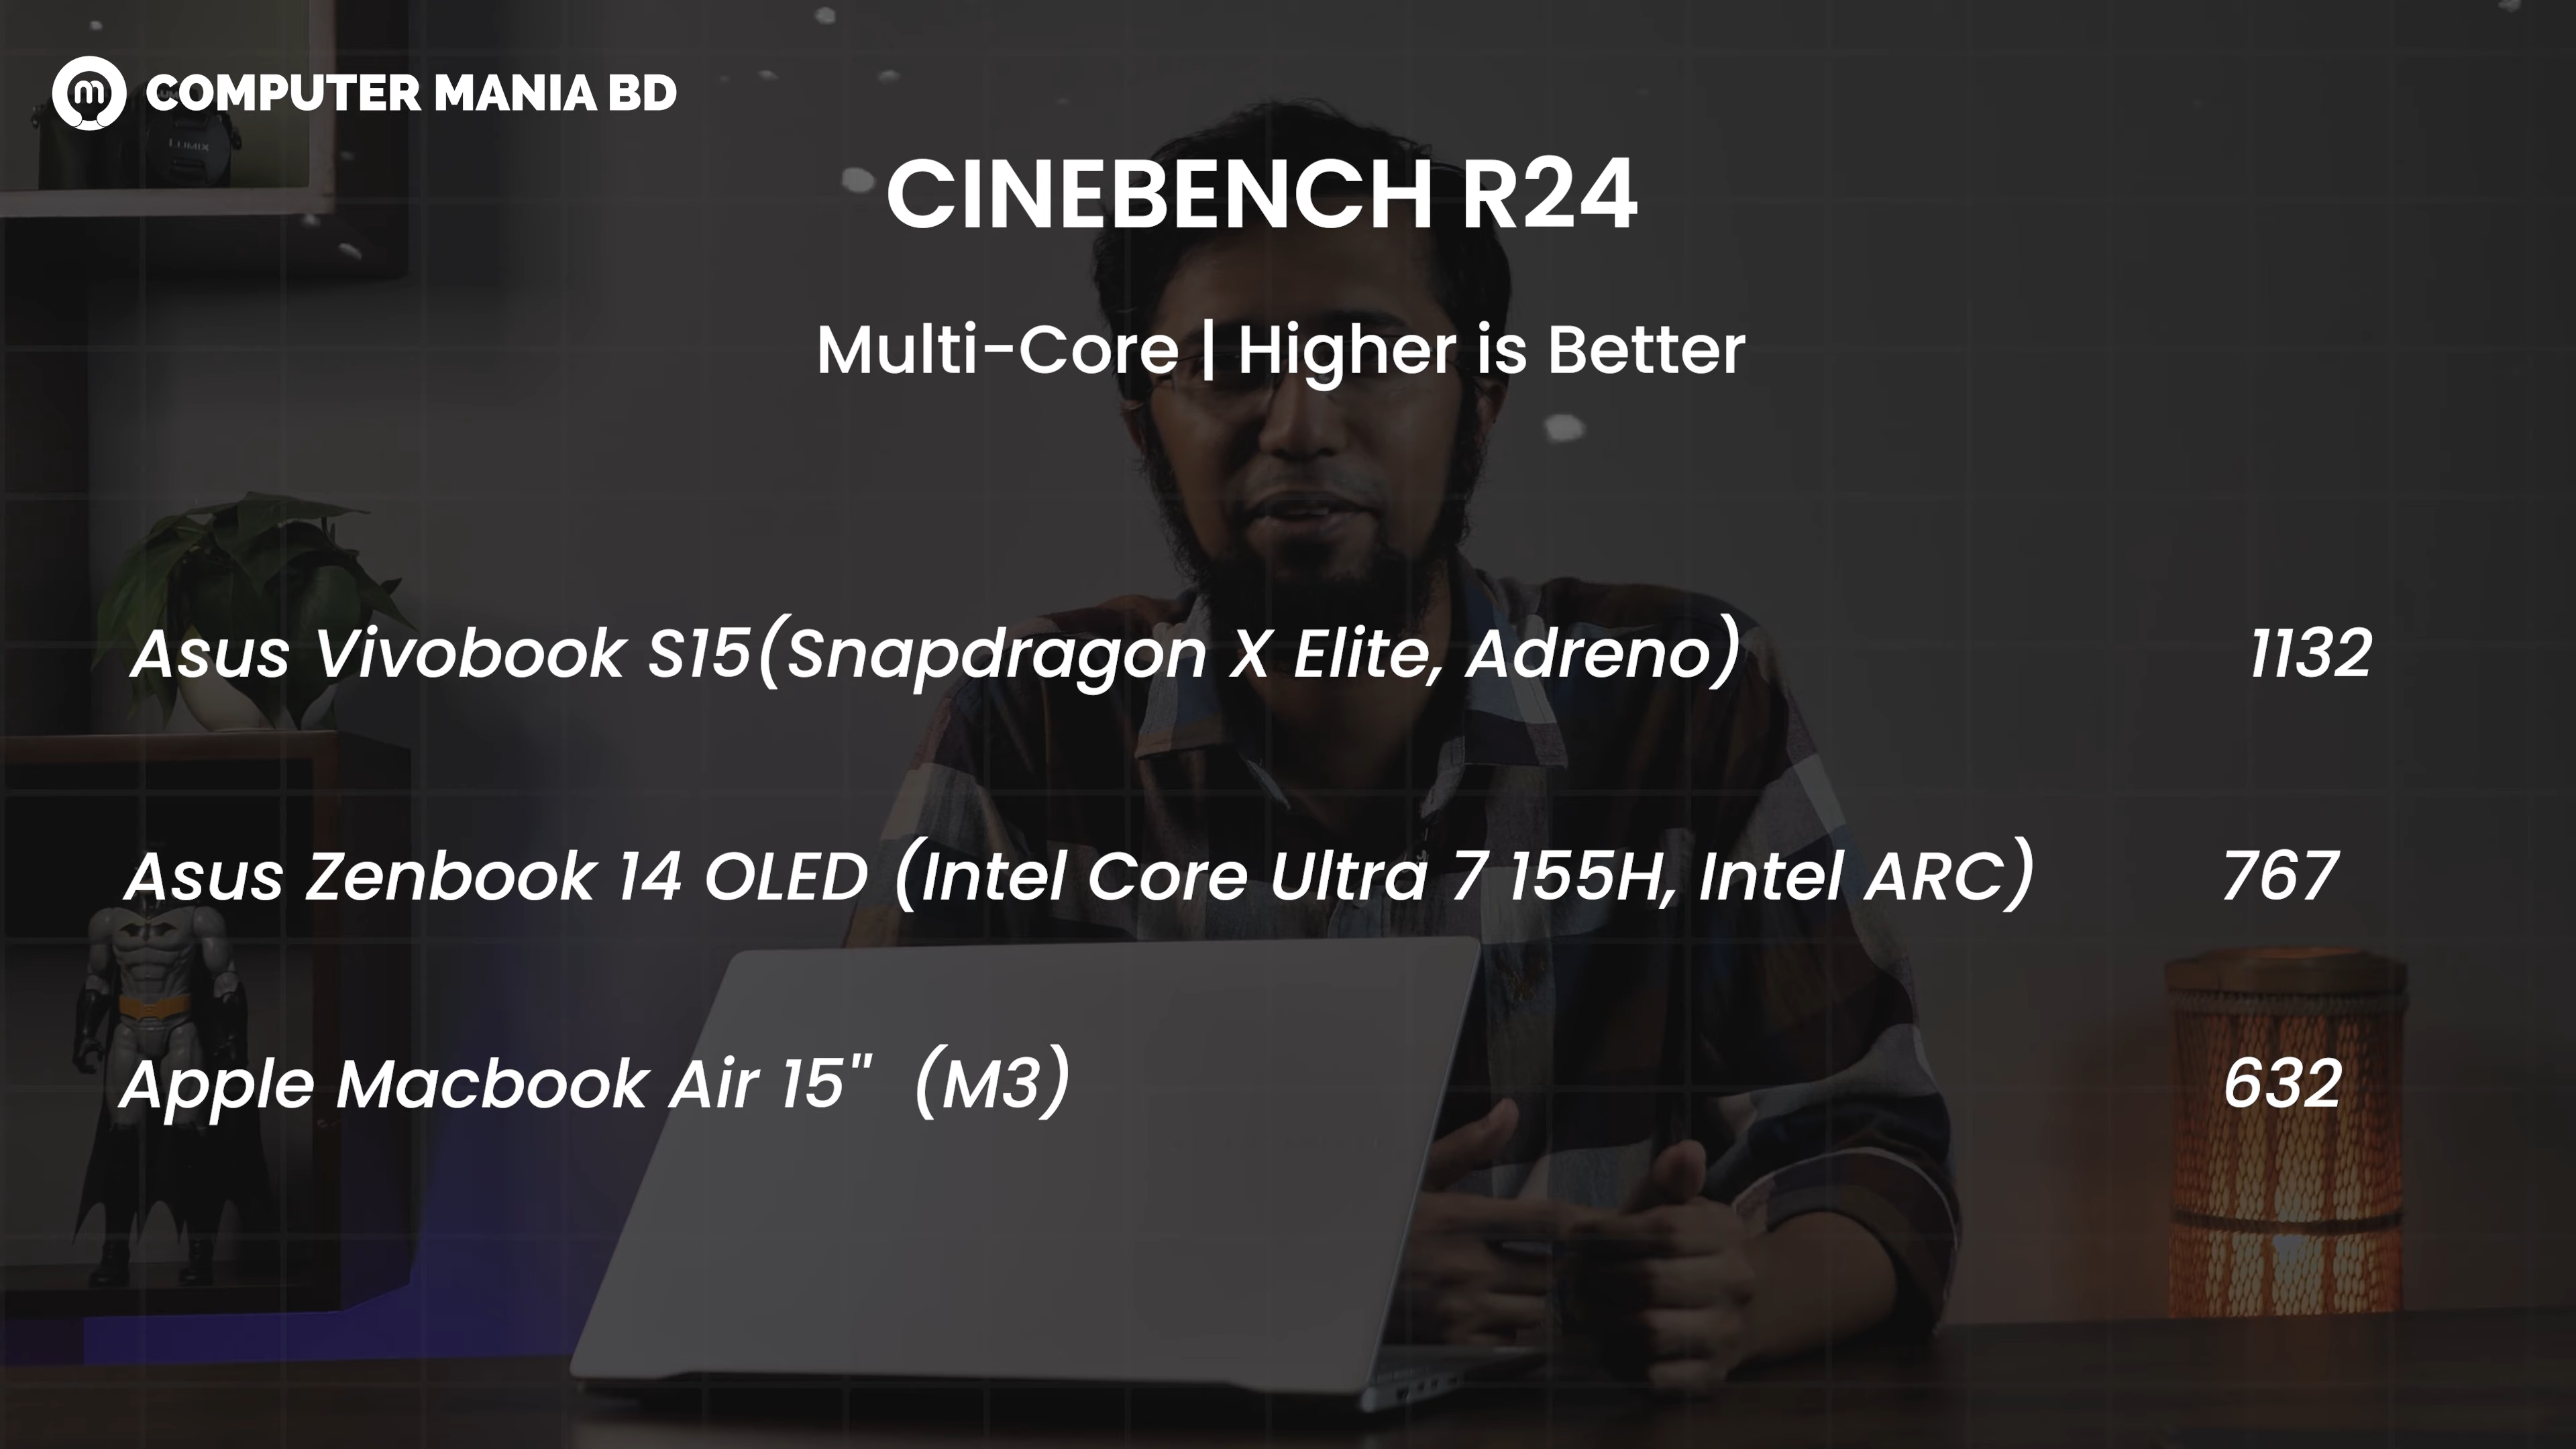 COMPUTER MANIA BD
CINEBENCH R24
Multi-Core | Higher is Better
Asus Vivobook S15(Snapdragon X Elite, Adreno) 1132
Asus Zenbook 14 OLED (Intel Core Ultra 7 155H, Intel ARC) 767
Apple Macbook Air 15" (M3) 632
LUMIX